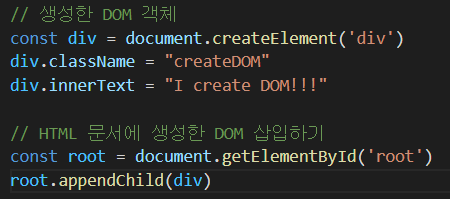 // 생성한 DOM 객체
const div = document.createElement('div')
div.className = "createDOM"
div.innerText = "I create DOM!!!"
// HTML 문서에 생성한 DOM 삽입하기
const root = document.getElementById('root')
root.appendChild(div)